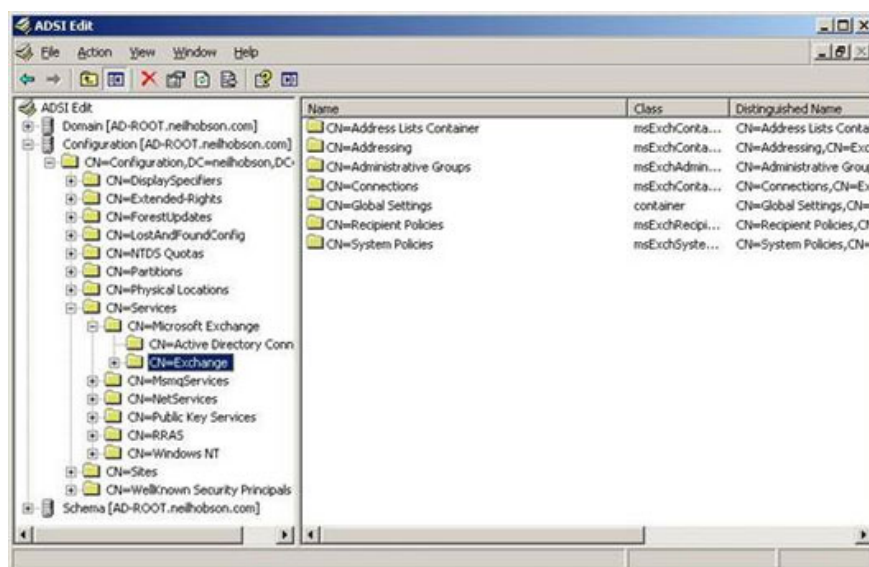 ADSI Edit
File Action View Window Help
ADSI Edit
Domain [AD-ROOT.neilhobson.com]
Configuration [AD-ROOT.neilhobson.com]
CN=Configuration,DC=neilhobson,DC=
CN=DisplaySpecifiers
CN=Extended-Rights
CN=ForestUpdates
CN=LostAndFoundConfig
CN=NTDS Quotas
CN=Partitions
CN=Physical Locations
CN=Services
CN=Microsoft Exchange
CN=Active Directory Conn
CN=Exchange
CN=MsmqServices
CN=NetServices
CN=Public Key Services
CN=RRAS
CN=Windows NT
CN=Sites
CN=WellKnown Security Principals
Schema [AD-ROOT.neilhobson.com]
Name Class Distinguished Name
CN=Address Lists Container msExchConta... CN=Address Lists Conta
CN=Addressing msExchConta... CN=Addressing,CN=Exc
CN=Administrative Groups msExchAdmin... CN=Administrative Grou
CN=Connections msExchConta... CN=Connections,CN=Ex
CN=Global Settings container CN=Global Settings,CN=
CN=Recipient Policies msExchRecipi... CN=Recipient Policies,C
CN=System Policies msExchSyste... CN=System Policies,CN=